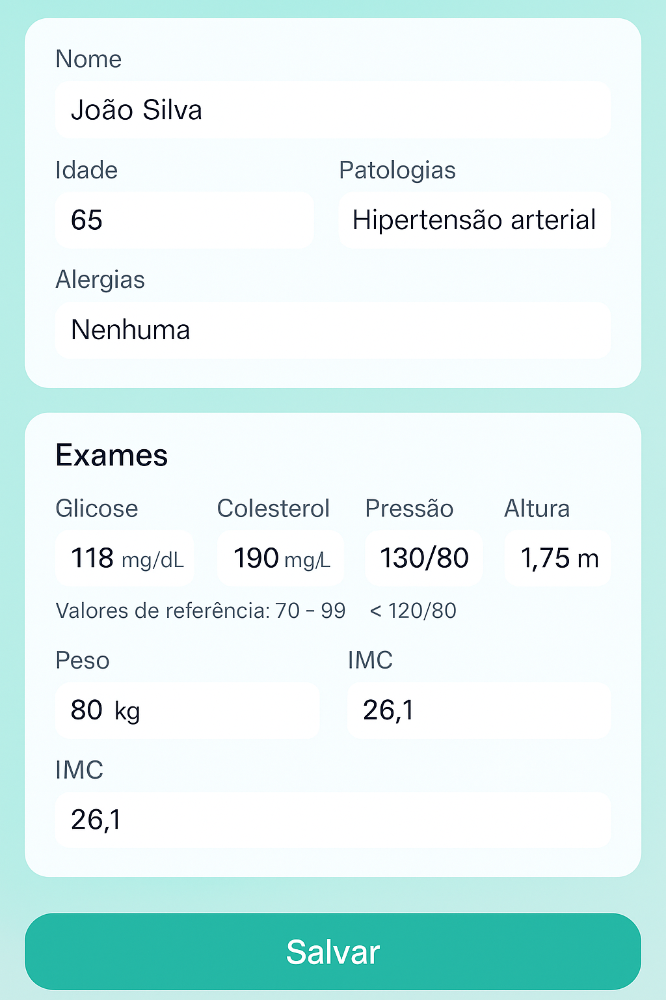 Nome
João Silva
Idade Patologias
65 Hipertensão arterial
Alergias
Nenhuma
Exames
Glicose Colesterol Pressão Altura
118 mg/dL 190 mg/L 130/80 1,75 m
Valores de referência: 70 – 99 < 120/80
Peso IMC
80 kg 26,1
IMC
26,1
Salvar